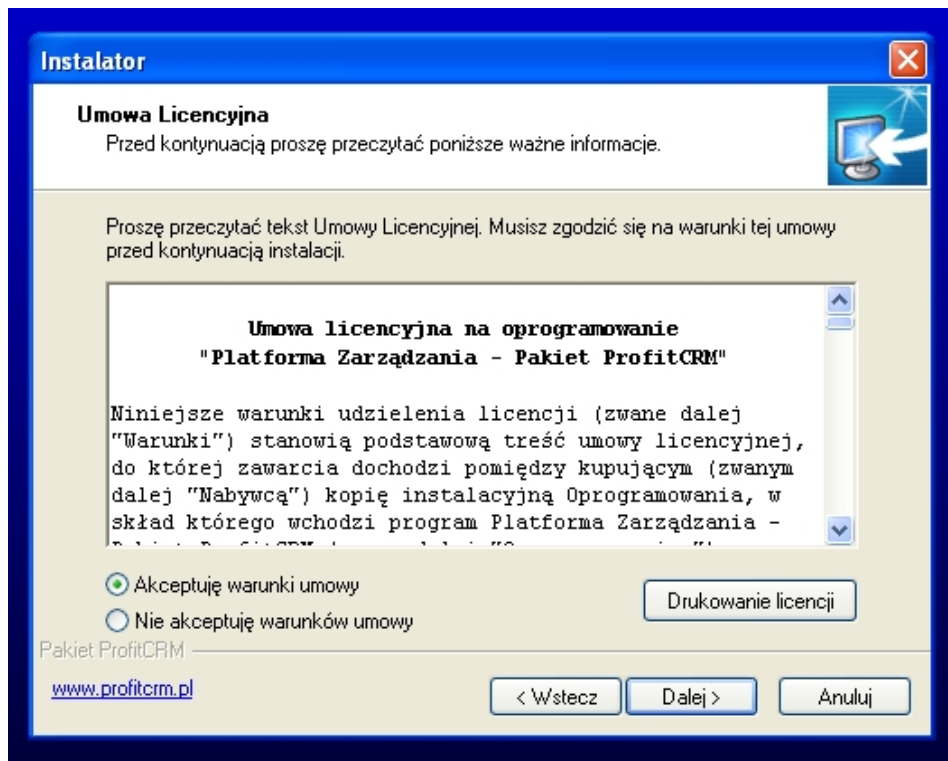 Instalator
Umowa Licencyjna
Przed kontynuacją proszę przeczytać poniższe ważne informacje.
Proszę przeczytać tekst Umowy Licencyjnej. Musisz zgodzić się na warunki tej umowy
przed kontynuacją instalacji.
Umowa licencyjna na oprogramowanie
"Platforma Zarządzania - Pakiet ProfitCRM"
Niniejsze warunki udzielenia licencji (zwane dalej
"Warunki") stanowią podstawową treść umowy licencyjnej,
do której zawarcia dochodzi pomiędzy kupującym (zwanym
dalej "Nabywcą") kopię instalacyjną Oprogramowania, w
skład którego wchodzi program Platforma Zarządzania -
Akceptuję warunki umowy
Nie akceptuję warunków umowy
Drukowanie licencji
Pakiet ProfitCRM
www.profitcrm.pl
< Wstecz
Dalej >
Anuluj